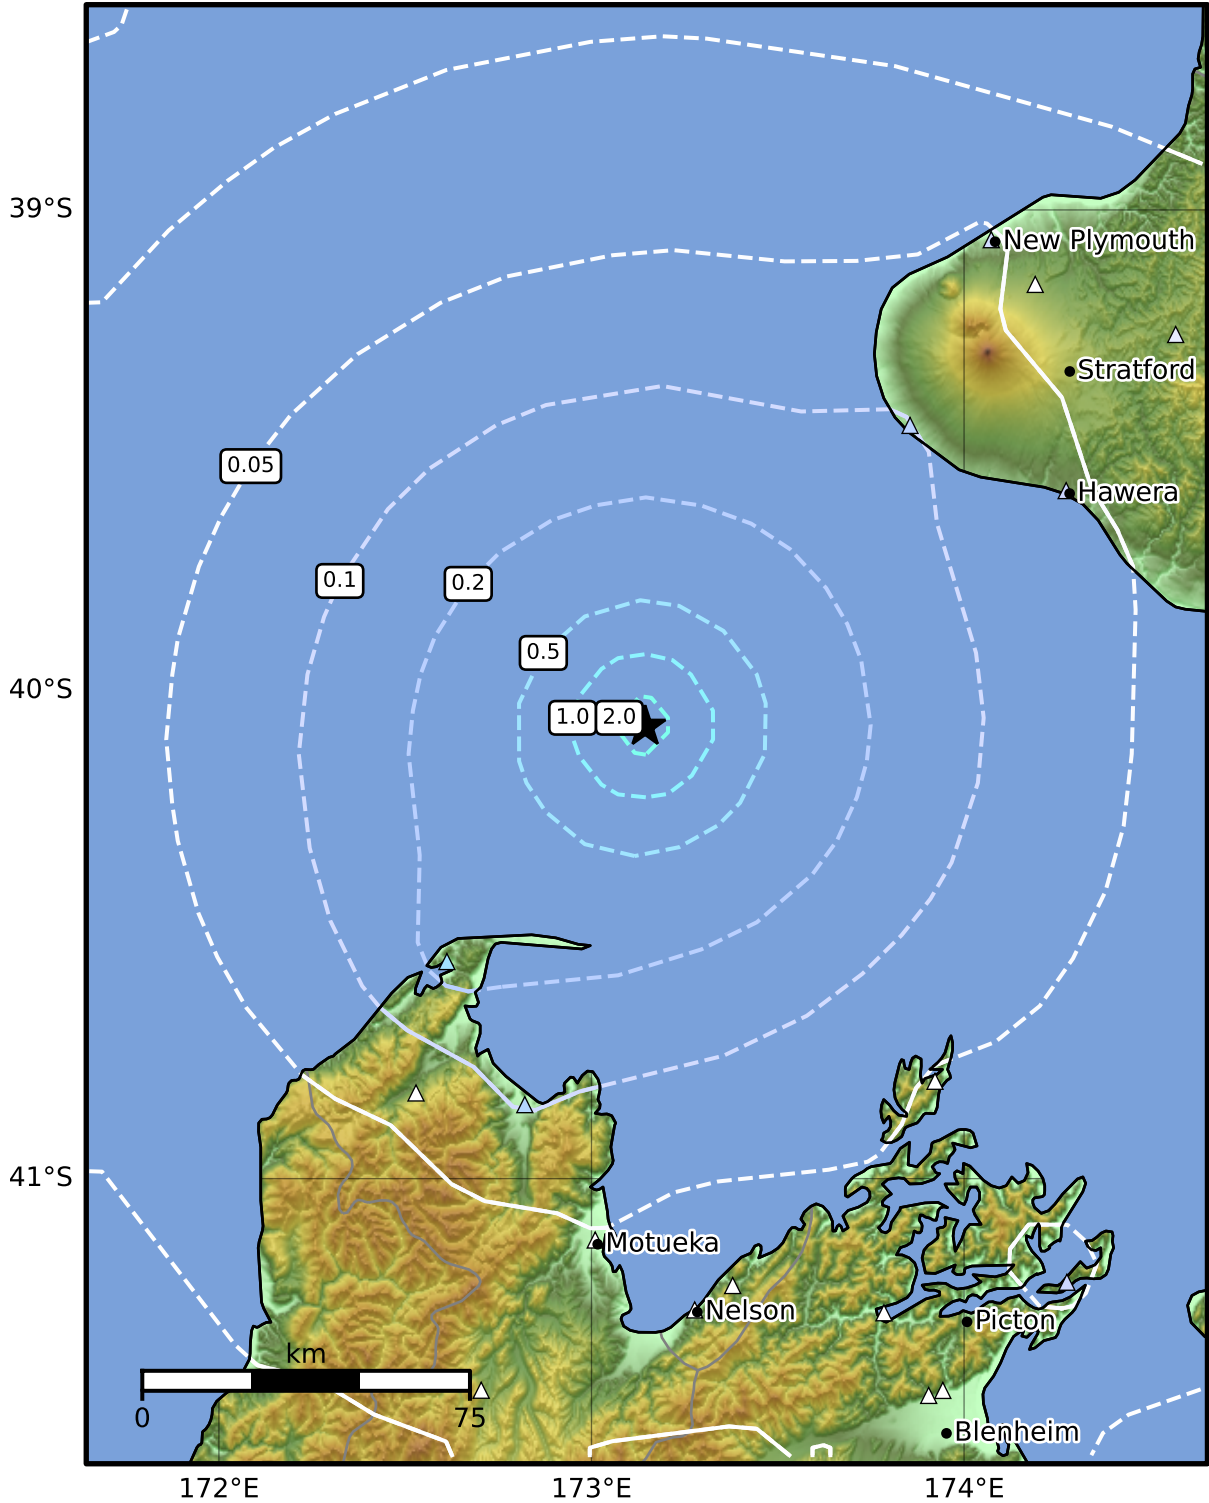 39°S
New Plymouth
Stratford
0.05
Hawera
0.1
0.2
0.5
40°S
1.0
2.0
41°S
Motueka
Nelson
Picton
km
0
75
Blenheim
172°E
173°E
174°E